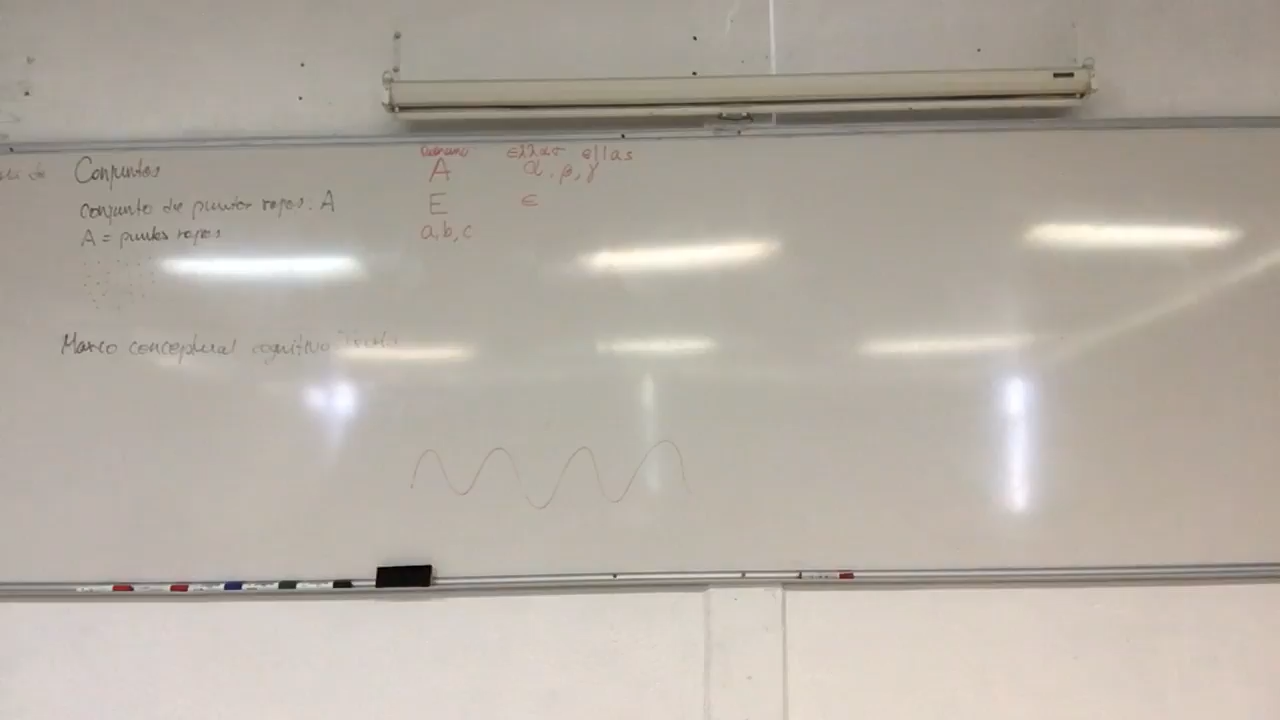 Conjuntos
conjunto de puntos rojos: A
A = puntos rojos
Marco conceptual cognitivo
ellas
A α, β, γ
E ∈
a, b, c